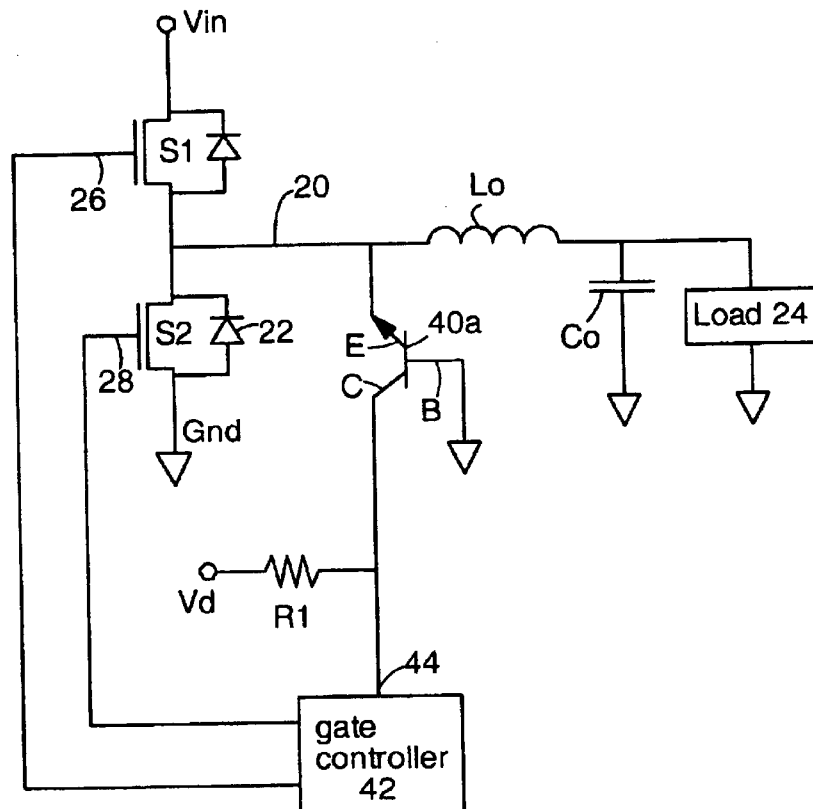 Vin
S1
26
20
Lo
S2
22
28
Gnd
E
40a
C
B
Co
Load 24
Vd
R1
44
gate
controller
42